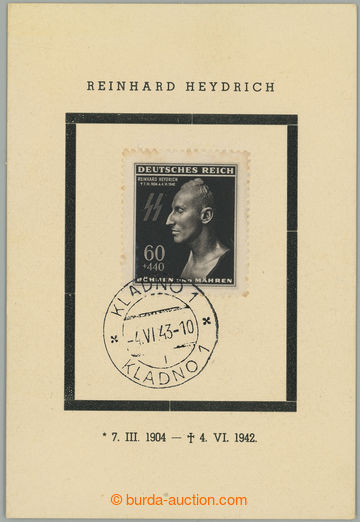 REINHARD HEYDRICH
DEUTSCHES REICH
REINHARD HEYDRICH
60
+440
BÖHMEN UND MÄHREN
KLADNO 1
-4.VI 43-10
1
KLADNO 1
* 7. III. 1904 — † 4. VI. 1942.
© burda-auction.com